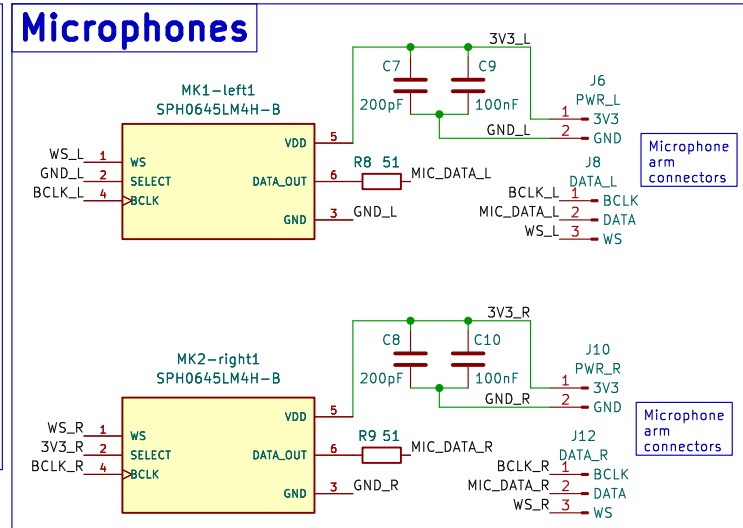 Microphones
3V3_L
C7
C9
MK1-left1
SPH0645LM4H-B
200pF
100nF
J6
PWR_L
1 3V3
GND_L 2 GND
VDD 5
WS_L 1 WS
GND_L 2 SELECT
BCLK_L 4 BCLK
DATA_OUT 6
R8 51
MIC_DATA_L
GND 3 GND_L
Microphone
arm
connectors
J8
DATA_L
BCLK_L 1 BCLK
MIC_DATA_L 2 DATA
WS_L 3 WS
3V3_R
C8
C10
MK2-right1
SPH0645LM4H-B
200pF
100nF
J10
PWR_R
1 3V3
GND_R 2 GND
VDD 5
WS_R 1 WS
3V3_R 2 SELECT
BCLK_R 4 BCLK
DATA_OUT 6
R9 51
MIC_DATA_R
GND 3 GND_R
Microphone
arm
connectors
J12
DATA_R
BCLK_R 1 BCLK
MIC_DATA_R 2 DATA
WS_R 3 WS